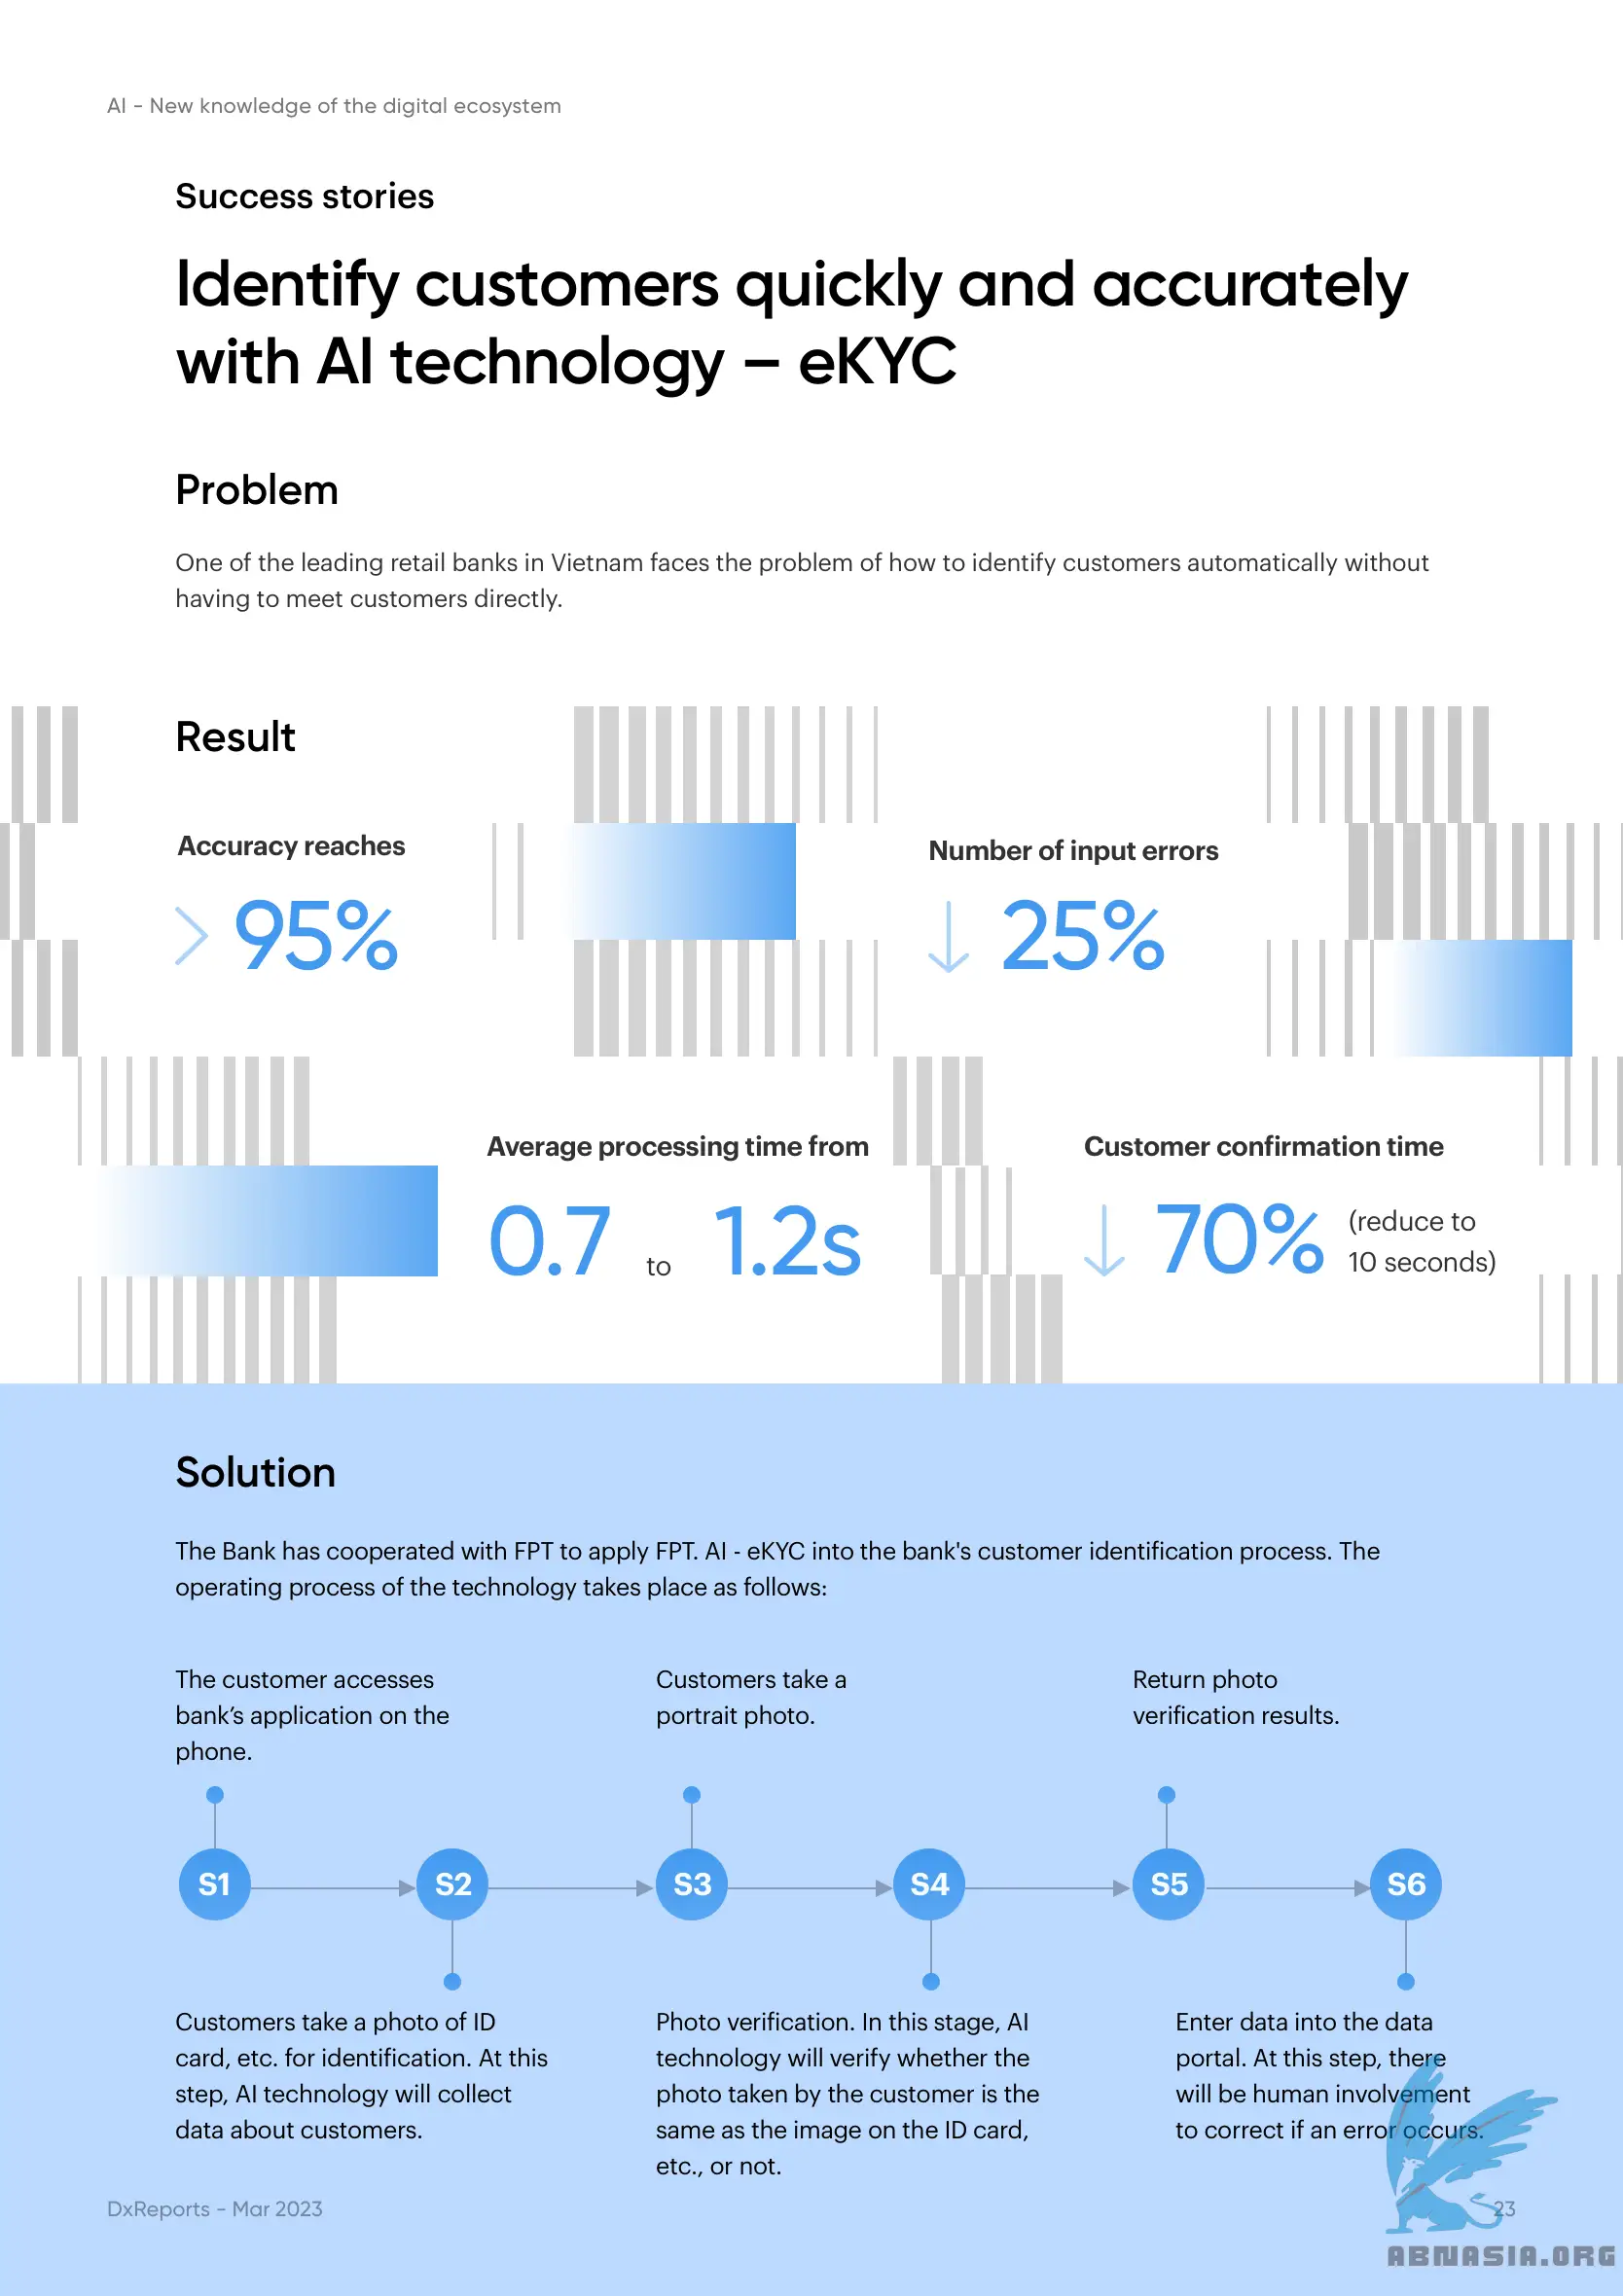 AI - New knowledge of the digital ecosystem
Success stories
Identify customers quickly and accurately
with AI technology – eKYC
Problem
One of the leading retail banks in Vietnam faces the problem of how to identify customers automatically without
having to meet customers directly.
Result
Accuracy reaches
> 95%
Number of input errors
↓ 25%
Average processing time from
0.7 to 1.2s
Customer confirmation time
↓ 70% (reduce to
10 seconds)
Solution
The Bank has cooperated with FPT to apply FPT. AI - eKYC into the bank's customer identification process. The
operating process of the technology takes place as follows:
The customer accesses
bank’s application on the
phone.
Customers take a
portrait photo.
Return photo
verification results.
S1 S2 S3 S4 S5 S6
Customers take a photo of ID
card, etc. for identification. At this
step, AI technology will collect
data about customers.
Photo verification. In this stage, AI
technology will verify whether the
photo taken by the customer is the
same as the image on the ID card,
etc., or not.
Enter data into the data
portal. At this step, there
will be human involvement
to correct if an error occurs.
DxReports - Mar 2023
23
ABNASIA.ORG